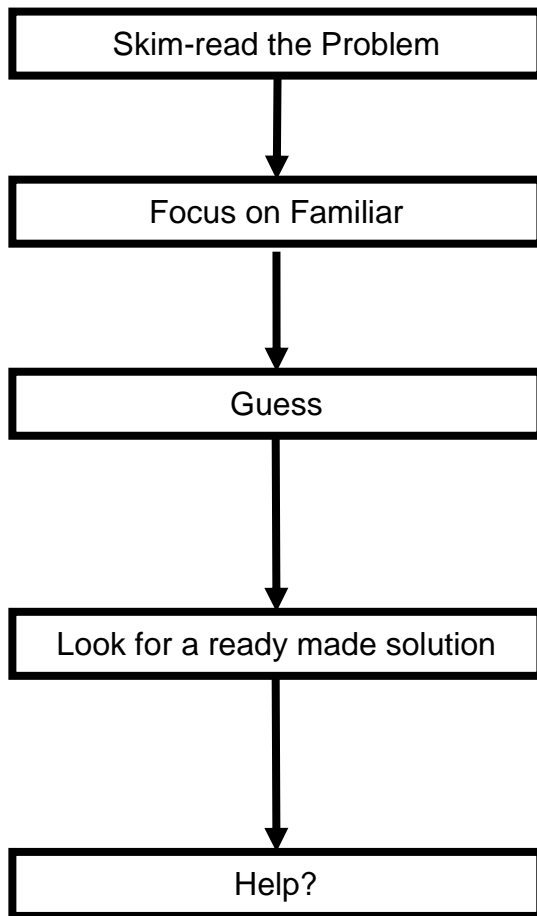 Skim-read the Problem
Focus on Familiar
Guess
Look for a ready made solution
Help?